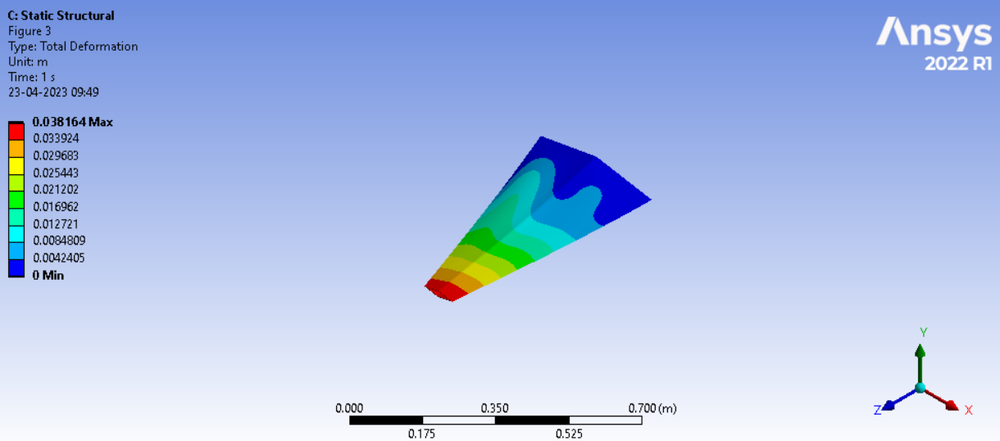 C: Static Structural
Figure 3
Type: Total Deformation
Unit: m
Time: 1 s
23-04-2023 09:49
Ansys
2022 R1
0.038164 Max
0.033924
0.029683
0.025443
0.021202
0.016962
0.012721
0.0084809
0.0042405
0 Min
0.000
0.350
0.700 (m)
0.175
0.525
Y
Z
X